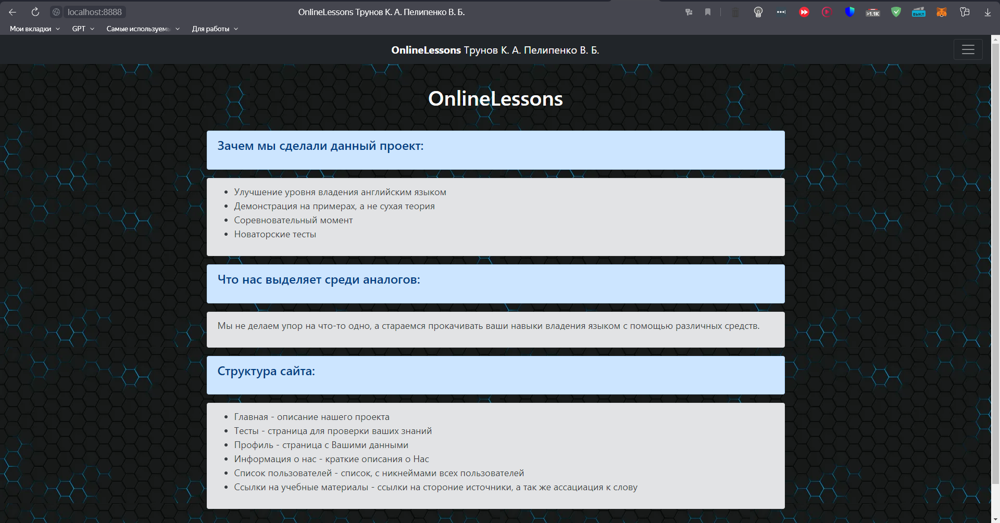 localhost:8888
OnlineLessons Трунов К. А. Пелипенко В. Б.
>1.1K
выкл
Мои вкладки
GPT
Самые используемы
Для работы
OnlineLessons Трунов К. А. Пелипенко В. Б.
OnlineLessons
Зачем мы сделали данный проект:
Улучшение уровня владения английским языком
Демонстрация на примерах, а не сухая теория
Соревновательный момент
Новаторские тесты
Что нас выделяет среди аналогов:
Мы не делаем упор на что-то одно, а стараемся прокачивать ваши навыки владения языком с помощью различных средств.
Структура сайта:
Главная - описание нашего проекта
Тесты - страница для проверки ваших знаний
Профиль - страница с Вашими данными
Информация о нас - краткие описания о Нас
Список пользователей - список, с никнеймами всех пользователей
Ссылки на учебные материалы - ссылки на стороние источники, а так же ассациация к слову